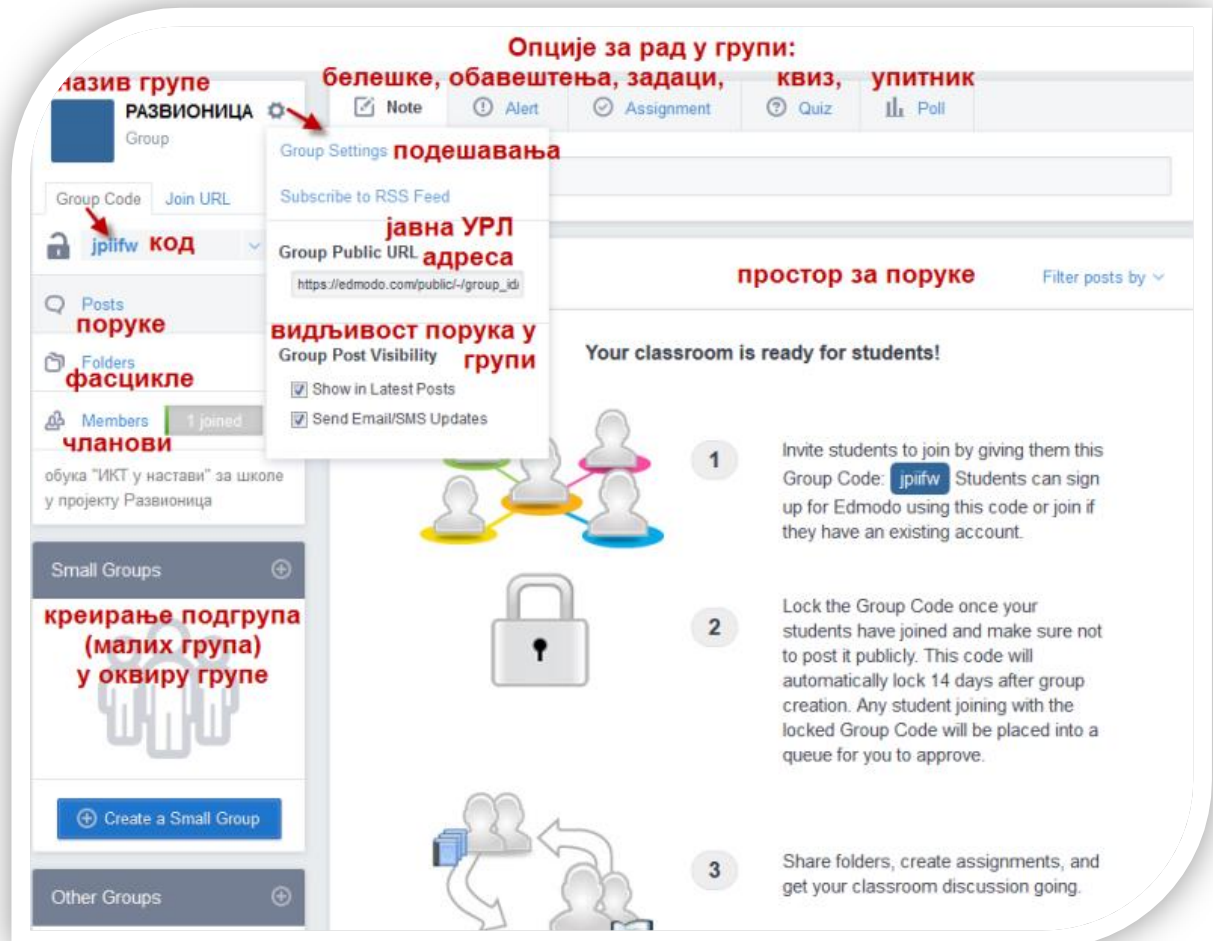 Опције за рад у групи:
назив групе
белешке, обавештења, задаци, квиз, упитник
РАЗВИОНИЦА
Group
Note Alert Assignment Quiz Poll
Group Settings подешавања
Subscribe to RSS Feed
Group Code Join URL
код
јавна УРЛ
адреса
Group Public URL
https://edmodo.com/public/-/group_id/
простор за поруке
Filter posts by
Posts
поруке
Folders
фасцикле
Members 1 joined
чланови
видљивост порука у
групи
Group Post Visibility
Show in Latest Posts
Send Email/SMS Updates
обука "ИКТ у настави" за школе
у пројекту Развионица
Your classroom is ready for students!
1
Invite students to join by giving them this
Group Code: jpiifw Students can sign
up for Edmodo using this code or join if
they have an existing account.
Small Groups
креирање подгрупа
(малих група)
у оквиру групе
Create a Small Group
Other Groups
2
Lock the Group Code once your
students have joined and make sure not
to post it publicly. This code will
automatically lock 14 days after group
creation. Any student joining with the
locked Group Code will be placed into a
queue for you to approve.
3
Share folders, create assignments, and
get your classroom discussion going.